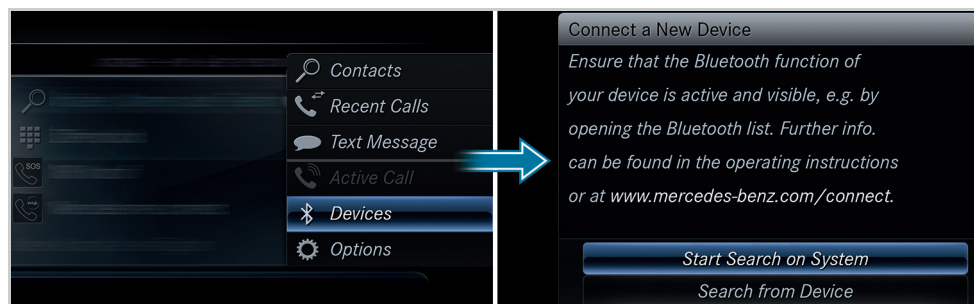 Contacts
Recent Calls
Text Message
Active Call
Devices
Options
SOS
Connect a New Device
Ensure that the Bluetooth function of
your device is active and visible, e.g. by
opening the Bluetooth list. Further info.
can be found in the operating instructions
or at www.mercedes-benz.com/connect.
Start Search on System
Search from Device